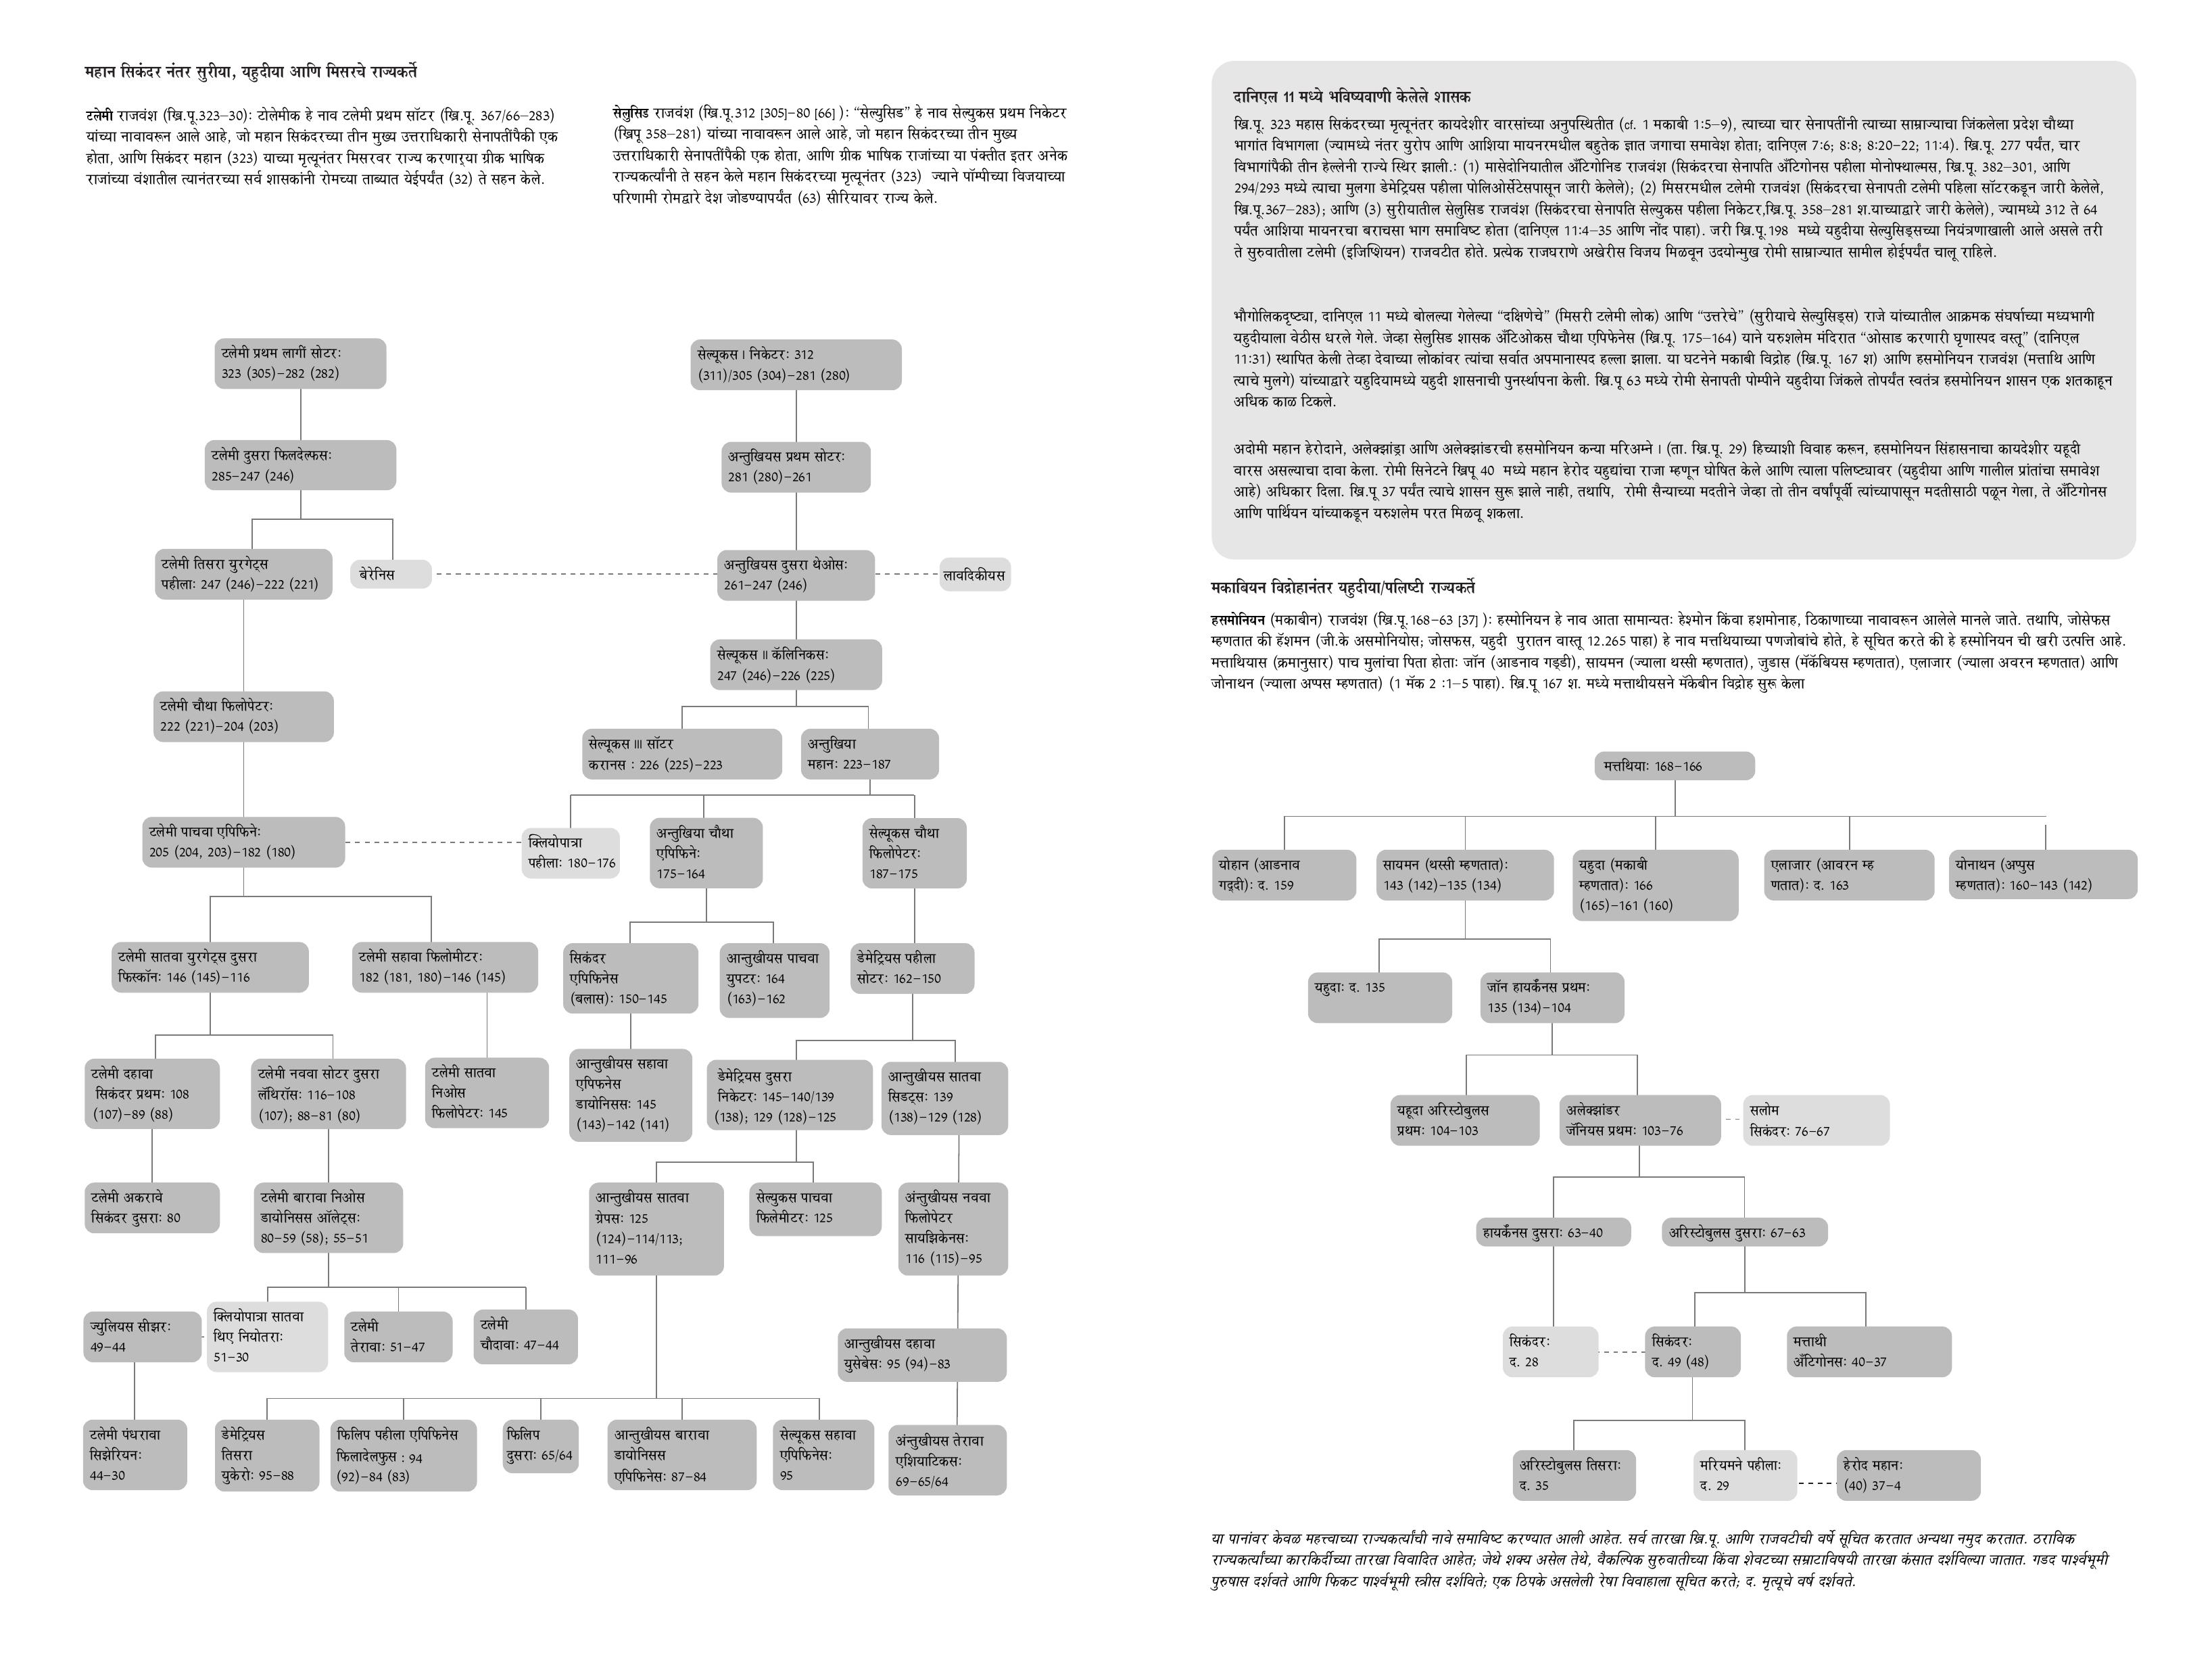 महान सिकंदर नंतर सुरीया, यहुदीया आणि मिसरचे राज्यकर्ते
टलेमी राजवंश (ख्रि.पू.323–30): टोलेमीक हे नाव टलेमी प्रथम सॉटर (ख्रि.पू. 367/66–283)
यांच्या नावावरून आले आहे, जो महान सिकंदरच्या तीन मुख्य उत्तराधिकारी सेनापतींपैकी एक
होता, आणि सिकंदर महान (323) याच्या मृत्यूनंतर मिसरवर राज्य करणाऱ्या ग्रीक भाषिक
राजांच्या वंशातील त्यानंतरच्या सर्व शासकांनी रोमच्या ताब्यात येईपर्यंत (32) ते सहन केले.
सेलुसिड राजवंश (ख्रि.पू.312 [305]–80 [66] ): “सेल्युसिड” हे नाव सेल्युकस प्रथम निकेटर
(ख्रिपू 358–281) यांच्या नावावरून आले आहे, जो महान सिकंदरच्या तीन मुख्य
उत्तराधिकारी सेनापतींपैकी एक होता, आणि ग्रीक भाषिक राजांच्या या पंक्तीत इतर अनेक
राज्यकर्त्यांनी ते सहन केले महान सिकंदरच्या मृत्यूनंतर (323) ज्याने पॉम्पीच्या विजयाच्या
परिणामी रोमद्वारे देश जोडण्यापर्यंत (63) सीरियावर राज्य केले.
टलेमी प्रथम लागीं सोटर:
323 (305)–282 (282)
सेल्यूकस I निकेटर: 312
(311)/305 (304)–281 (280)
टलेमी दुसरा फिलदेल्फस:
285–247 (246)
अन्तुखियस प्रथम सोटर:
281 (280)–261
टलेमी तिसरा युरगेट्स
पहीला: 247 (246)–222 (221)
बेरेनिस
अन्तुखियस दुसरा थेओस:
261–247 (246)
लावदिकीयस
सेल्यूकस II कॅलिनिकस:
247 (246)–226 (225)
टलेमी चौथा फिलोपेटर:
222 (221)–204 (203)
सेल्यूकस III सॉटर
करानस : 226 (225)–223
अन्तुखिया
महान: 223–187
टलेमी पाचवा एपिफिने:
205 (204, 203)–182 (180)
क्लियोपात्रा
पहीला: 180–176
अन्तुखिया चौथा
एपिफिने:
175–164
सेल्यूकस चौथा
फिलोपेटर:
187–175
टलेमी सातवा युरगेट्स दुसरा
फिस्कॉन: 146 (145)–116
टलेमी सहावा फिलोमीटर:
182 (181, 180)–146 (145)
सिकंदर
एपिफिनेस
(बलास): 150–145
आन्तुखीयस पाचवा
युपटर: 164
(163)–162
डेमेट्रियस पहीला
सोटर: 162–150
टलेमी दहावा
सिकंदर प्रथम: 108
(107)–89 (88)
टलेमी नववा सोटर दुसरा
लॅथिरॉस: 116–108
(107); 88–81 (80)
टलेमी सातवा
निओस
फिलोपेटर: 145
आन्तुखीयस सहावा
एपिफनेस
डायोनिसस: 145
(143)–142 (141)
डेमेट्रियस दुसरा
निकेटर: 145–140/139
(138); 129 (128)–125
आन्तुखीयस सातवा
सिडट्स: 139
(138)–129 (128)
टलेमी अकरावे
सिकंदर दुसरा: 80
टलेमी बारावा निओस
डायोनिसस ऑलेट्स:
80–59 (58); 55–51
आन्तुखीयस सातवा
ग्रेपस: 125
(124)–114/113;
111–96
सेल्युकस पाचवा
फिलेमीटर: 125
अंन्तुखीयस नववा
फिलोपेटर
सायझिकेनस:
116 (115)–95
ज्युलियस सीझर:
49–44
क्लियोपात्रा सातवा
थिए नियोतरा:
51–30
टलेमी
तेरावा: 51–47
टलेमी
चौदावा: 47–44
आन्तुखीयस दहावा
युसेबेस: 95 (94)–83
टलेमी पंधरावा
सिझेरियन:
44–30
डेमेट्रियस
तिसरा
युकेरो: 95–88
फिलिप पहीला एपिफिनेस
फिलादेलफुस : 94
(92)–84 (83)
फिलिप
दुसरा: 65/64
आन्तुखीयस बारावा
डायोनिसस
एपिफिनेस: 87–84
सेल्युकस सहावा
एपिफिनेस:
95
अंन्तुखीयस तेरावा
एशियाटिकस:
69–65/64
दानिएल 11 मध्ये भविष्यवाणी केलेले शासक
ख्रि.पू. 323 महास सिकंदरच्या मृत्यूनंतर कायदेशीर वारसांच्या अनुपस्थितीत (cf. 1 मकाबी 1:5–9), त्याच्या चार सेनापतींनी त्याच्या साम्राज्याचा जिंकलेला प्रदेश चौथ्या
भागांत विभागला (ज्यामध्ये नंतर युरोप आणि आशिया मायनरमधील बहुतेक ज्ञात जगाचा समावेश होता; दानिएल 7:6; 8:8; 8:20–22; 11:4). ख्रि.पू. 277 पर्यंत, चार
विभागांपैकी तीन हेल्लेनी राज्ये स्थिर झाली.: (1) मासेदोनियातील अँटिगोनिड राजवंश (सिकंदरचा सेनापति अँटिगोनस पहीला मोनोफ्थाल्मस, ख्रि.पू. 382–301, आणि
294/293 मध्ये त्याचा मुलगा डेमेट्रियस पहीला पोलिओर्सेटेसपासून जारी केलेले); (2) मिसरमधील टलेमी राजवंश (सिकंदरचा सेनापती टलेमी पहिला सॉटरकडून जारी केलेले,
ख्रि.पू.367–283); आणि (3) सुरीयातील सेलुसिड राजवंश (सिकंदरचा सेनापति सेल्युकस पहीला निकेटर,ख्रि.पू. 358–281 श.याच्याद्वारे जारी केलेले), ज्यामध्ये 312 ते 64
पर्यंत आशिया मायनरचा बराचसा भाग समाविष्ट होता (दानिएल 11:4–35 आणि नोंद पाहा). जरी ख्रि.पू.198 मध्ये यहुदीया सेल्युसिड्सच्या नियंत्रणाखाली आले असले तरी
ते सुरुवातीला टलेमी (इजिप्शियन) राजवटीत होते. प्रत्येक राजघराणे अखेरीस विजय मिळवून उदयोन्मुख रोमी साम्राज्यात सामील होईपर्यंत चालू राहिले.
भौगोलिकदृष्ट्या, दानिएल 11 मध्ये बोलल्या गेलेल्या “दक्षिणेचे” (मिसरी टलेमी लोक) आणि “उत्तरेचे” (सुरीयाचे सेल्युसिड्स) राजे यांच्यातील आक्रमक संघर्षाच्या मध्यभागी
यहुदीयाला वेठीस धरले गेले. जेव्हा सेलुसिड शासक अँटिओकस चौथा एपिफेनेस (ख्रि.पू. 175–164) याने यरुशलेम मंदिरात “ओसाड करणारी घृणास्पद वस्तू” (दानिएल
11:31) स्थापित केली तेव्हा देवाच्या लोकांवर त्यांचा सर्वात अपमानास्पद हल्ला झाला. या घटनेने मकाबी विद्रोह (ख्रि.पू. 167 श) आणि हसमोनियन राजवंश (मत्ताथि आणि
त्याचे मुलगे) यांच्याद्वारे यहुदियामध्ये यहुदी शासनाची पुनर्स्थापना केली. ख्रि.पू 63 मध्ये रोमी सेनापती पोम्पीने यहुदीया जिंकले तोपर्यंत स्वतंत्र हसमोनियन शासन एक शतकाहून
अधिक काळ टिकले.
अदोमी महान हेरोदाने, अलेक्झांड्रा आणि अलेक्झांडरची हसमोनियन कन्या मरिअम्ने I (ता. ख्रि.पू. 29) हिच्याशी विवाह करून, हसमोनियन सिंहासनाचा कायदेशीर यहूदी
वारस असल्याचा दावा केला. रोमी सिनेटने ख्रिपू 40 मध्ये महान हेरोद यहुद्यांचा राजा म्हणून घोषित केले आणि त्याला पलिष्ट्यावर (यहुदीया आणि गालील प्रांतांचा समावेश
आहे) अधिकार दिला. ख्रि.पू 37 पर्यंत त्याचे शासन सुरू झाले नाही, तथापि, रोमी सैन्याच्या मदतीने जेव्हा तो तीन वर्षांपूर्वी त्यांच्यापासून मदतीसाठी पळून गेला, ते अँटिगोनस
आणि पार्थियन यांच्याकडून यरुशलेम परत मिळवू शकला.
मकाबियन विद्रोहानंतर यहुदीया/पलिष्टी राज्यकर्ते
हसमोनियन (मकाबीन) राजवंश (ख्रि.पू.168–63 [37] ): हस्मोनियन हे नाव आता सामान्यतः हेश्मोन किंवा हशमोनाह, ठिकाणाच्या नावावरून आलेले मानले जाते. तथापि, जोसेफस
म्हणतात की हॅशमन (जी.के असमोनियोस; जोसफस, यहुदी पुरातन वास्तू 12.265 पाहा) हे नाव मत्तथियाच्या पणजोबांचे होते, हे सूचित करते की हे हस्मोनियन ची खरी उत्पत्ति आहे.
मत्ताथियास (क्रमानुसार) पाच मुलांचा पिता होता: जॉन (आडनाव गड्डी), सायमन (ज्याला थस्सी म्हणतात), जुडास (मॅकॅबियस म्हणतात), एलाजार (ज्याला अवरन म्हणतात) आणि
जोनाथन (ज्याला अप्पस म्हणतात) (1 मॅक 2 :1–5 पाहा). ख्रि.पू 167 श. मध्ये मत्ताथीयसने मॅकेबीन विद्रोह सुरू केला
मत्तथिया: 168–166
योहान (आडनाव
गद्दी): द. 159
सायमन (थस्सी म्हणतात):
143 (142)–135 (134)
यहुदा (मकाबी
म्हणतात): 166
(165)–161 (160)
एलाजार (आवरन म्ह
णतात): द. 163
योनाथन (अप्पुस
म्हणतात): 160–143 (142)
यहुदा: द. 135
जॉन हायर्कॅनस प्रथम:
135 (134)–104
यहूदा अरिस्टोबुलस
प्रथम: 104–103
अलेक्झांडर
जॅनियस प्रथम: 103–76
सलोम
सिकंदर: 76–67
हायर्कॅनस दुसरा: 63–40
अरिस्टोबुलस दुसरा: 67–63
सिकंदर:
द. 28
सिकंदर:
द. 49 (48)
मत्ताथी
अँटिगोनस: 40–37
अरिस्टोबुलस तिसरा:
द. 35
मरियमने पहीला:
द. 29
हेरोद महान:
(40) 37–4
या पानांवर केवळ महत्त्वाच्या राज्यकर्त्यांची नावे समाविष्ट करण्यात आली आहेत. सर्व तारखा ख्रि.पू. आणि राजवटीची वर्षे सूचित करतात अन्यथा नमुद करतात. ठराविक
राज्यकर्त्यांच्या कारकिर्दीच्या तारखा विवादित आहेत; जेथे शक्य असेल तेथे, वैकल्पिक सुरुवातीच्या किंवा शेवटच्या सम्राटाविषयी तारखा कंसात दर्शविल्या जातात. गडद पार्श्वभूमी
पुरुषास दर्शवते आणि फिकट पार्श्वभूमी स्त्रीस दर्शविते; एक ठिपके असलेली रेषा विवाहाला सूचित करते; द. मृत्यूचे वर्ष दर्शवते.